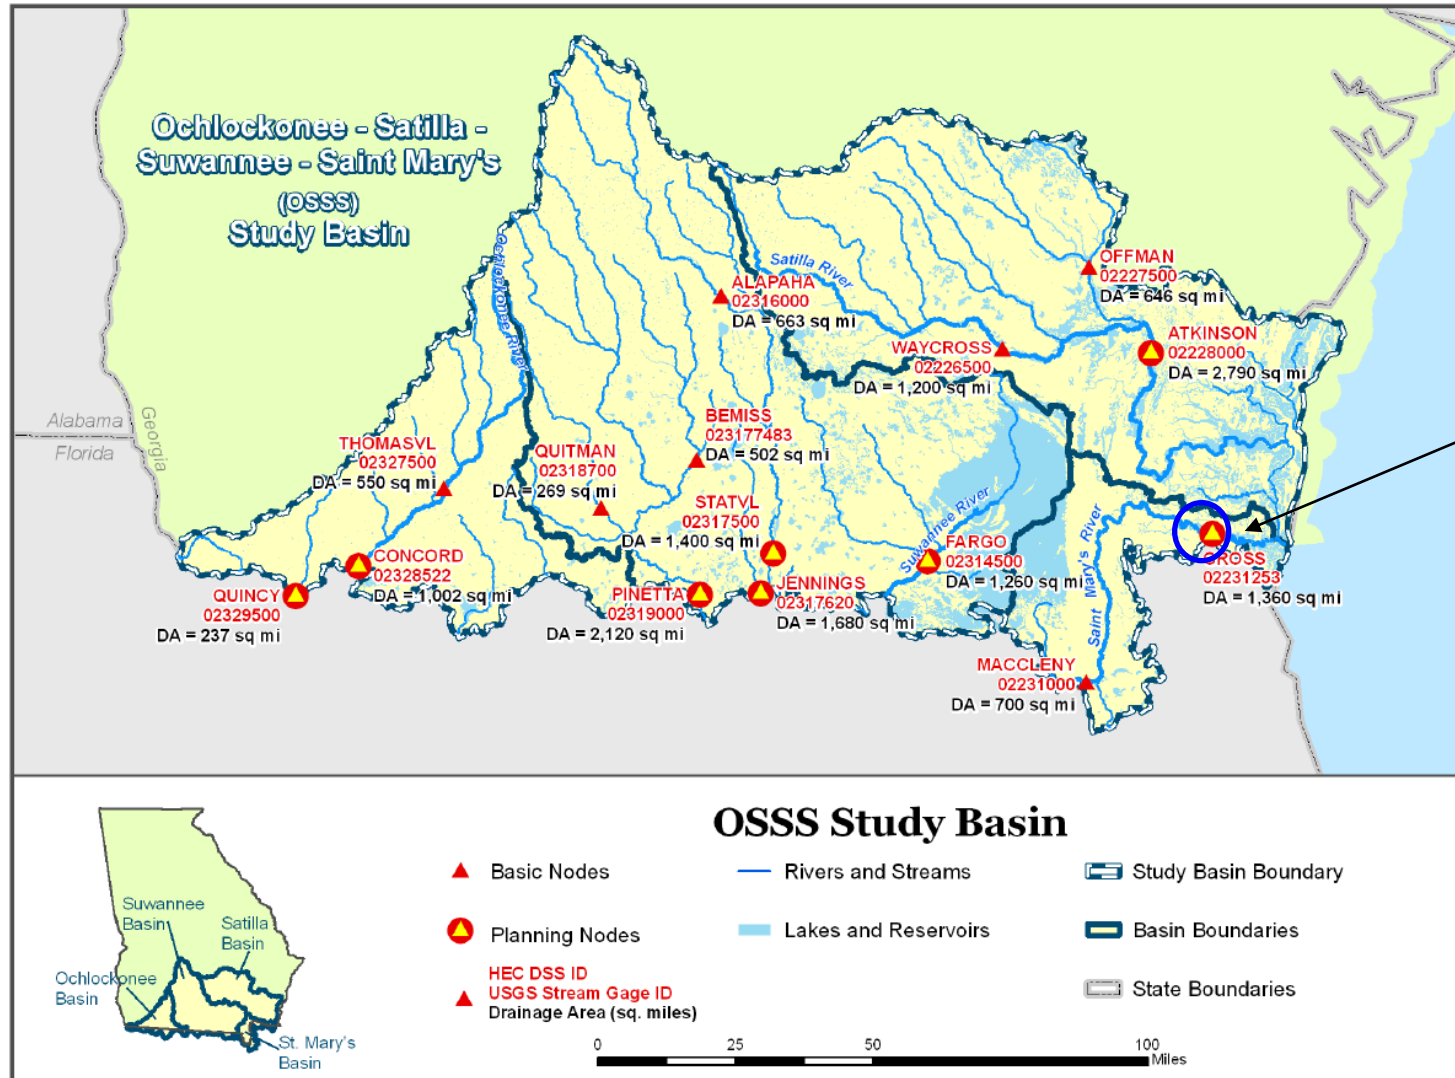 Ochlockonee - Satilla -
Suwannee - Saint Mary's
(OSSS)
Study Basin
Ochlockonee River
Satilla River
OFFMAN
02227500
DA = 646 sq mi
ALAPAHA
02316000
DA = 663 sq mi
WAYCROSS
02226500
DA = 1,200 sq mi
ATKINSON
02228000
DA = 2,790 sq mi
Alabama
Florida
Georgia
THOMASVL
02327500
DA = 550 sq mi
QUITMAN
02318700
DA = 269 sq mi
BEMISS
023177483
DA = 502 sq mi
STATVL
02317500
DA = 1,400 sq mi
Suwannee River
Saint Mary's River
CONCORD
02328522
DA = 1,002 sq mi
QUINCY
02329500
DA = 237 sq mi
PINETTA
02319000
DA = 2,120 sq mi
JENNINGS
02317620
DA = 1,680 sq mi
FARGO
02314500
DA = 1,260 sq mi
GROSS
02231253
DA = 1,360 sq mi
MACCLENY
02231000
DA = 700 sq mi
OSSS Study Basin
Suwannee
Basin
Satilla
Basin
Ochlockonee
Basin
St. Mary's
Basin
Basic Nodes
Planning Nodes
HEC DSS ID
USGS Stream Gage ID
Drainage Area (sq. miles)
Rivers and Streams
Lakes and Reservoirs
Study Basin Boundary
Basin Boundaries
State Boundaries
0 25 50 100
Miles